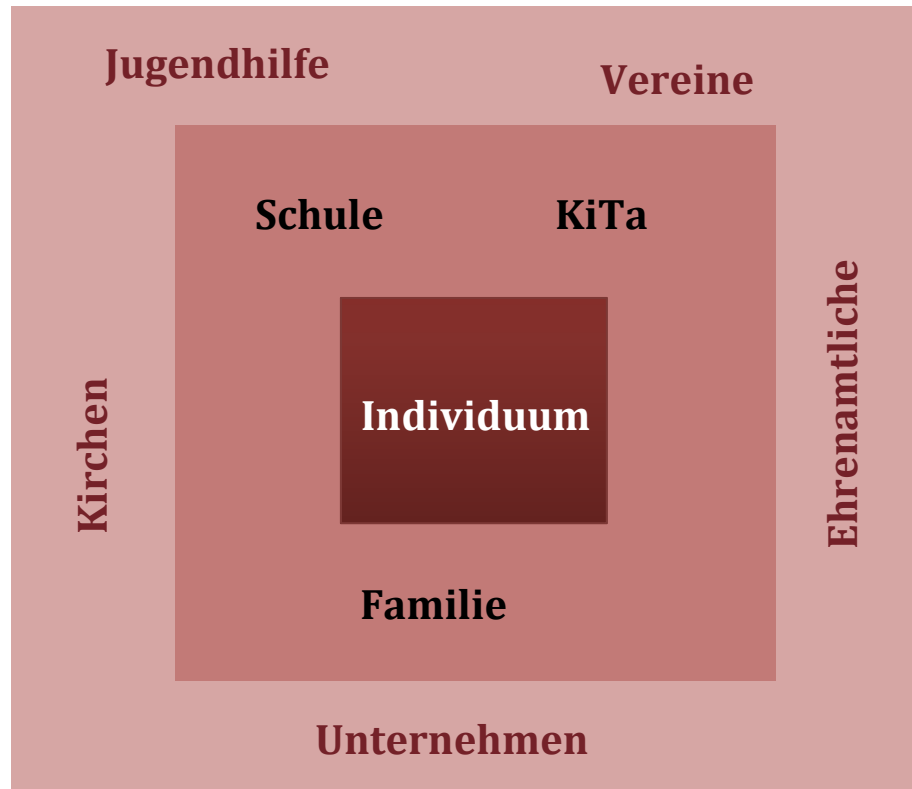 Jugendhilfe
Vereine
Schule
KiTa
Kirchen
Individuum
Ehrenamtliche
Familie
Unternehmen